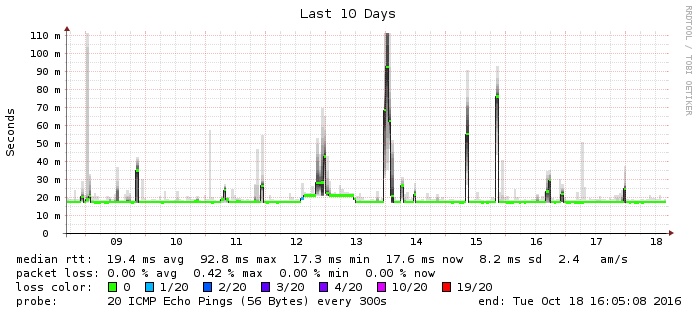 Last 10 Days
RRDTOOL / TOBI OETIKER
Seconds
110 m
100 m
90 m
80 m
70 m
60 m
50 m
40 m
30 m
20 m
10 m
0
09 10 11 12 13 14 15 16 17 18
median rtt: 19.4 ms avg 92.8 ms max 17.3 ms min 17.6 ms now 8.2 ms sd 2.4 am/s
packet loss: 0.00 % avg 0.42 % max 0.00 % min 0.00 % now
loss color: 0 1/20 2/20 3/20 4/20 10/20 19/20
probe: 20 ICMP Echo Pings (56 Bytes) every 300s end: Tue Oct 18 16:05:08 2016